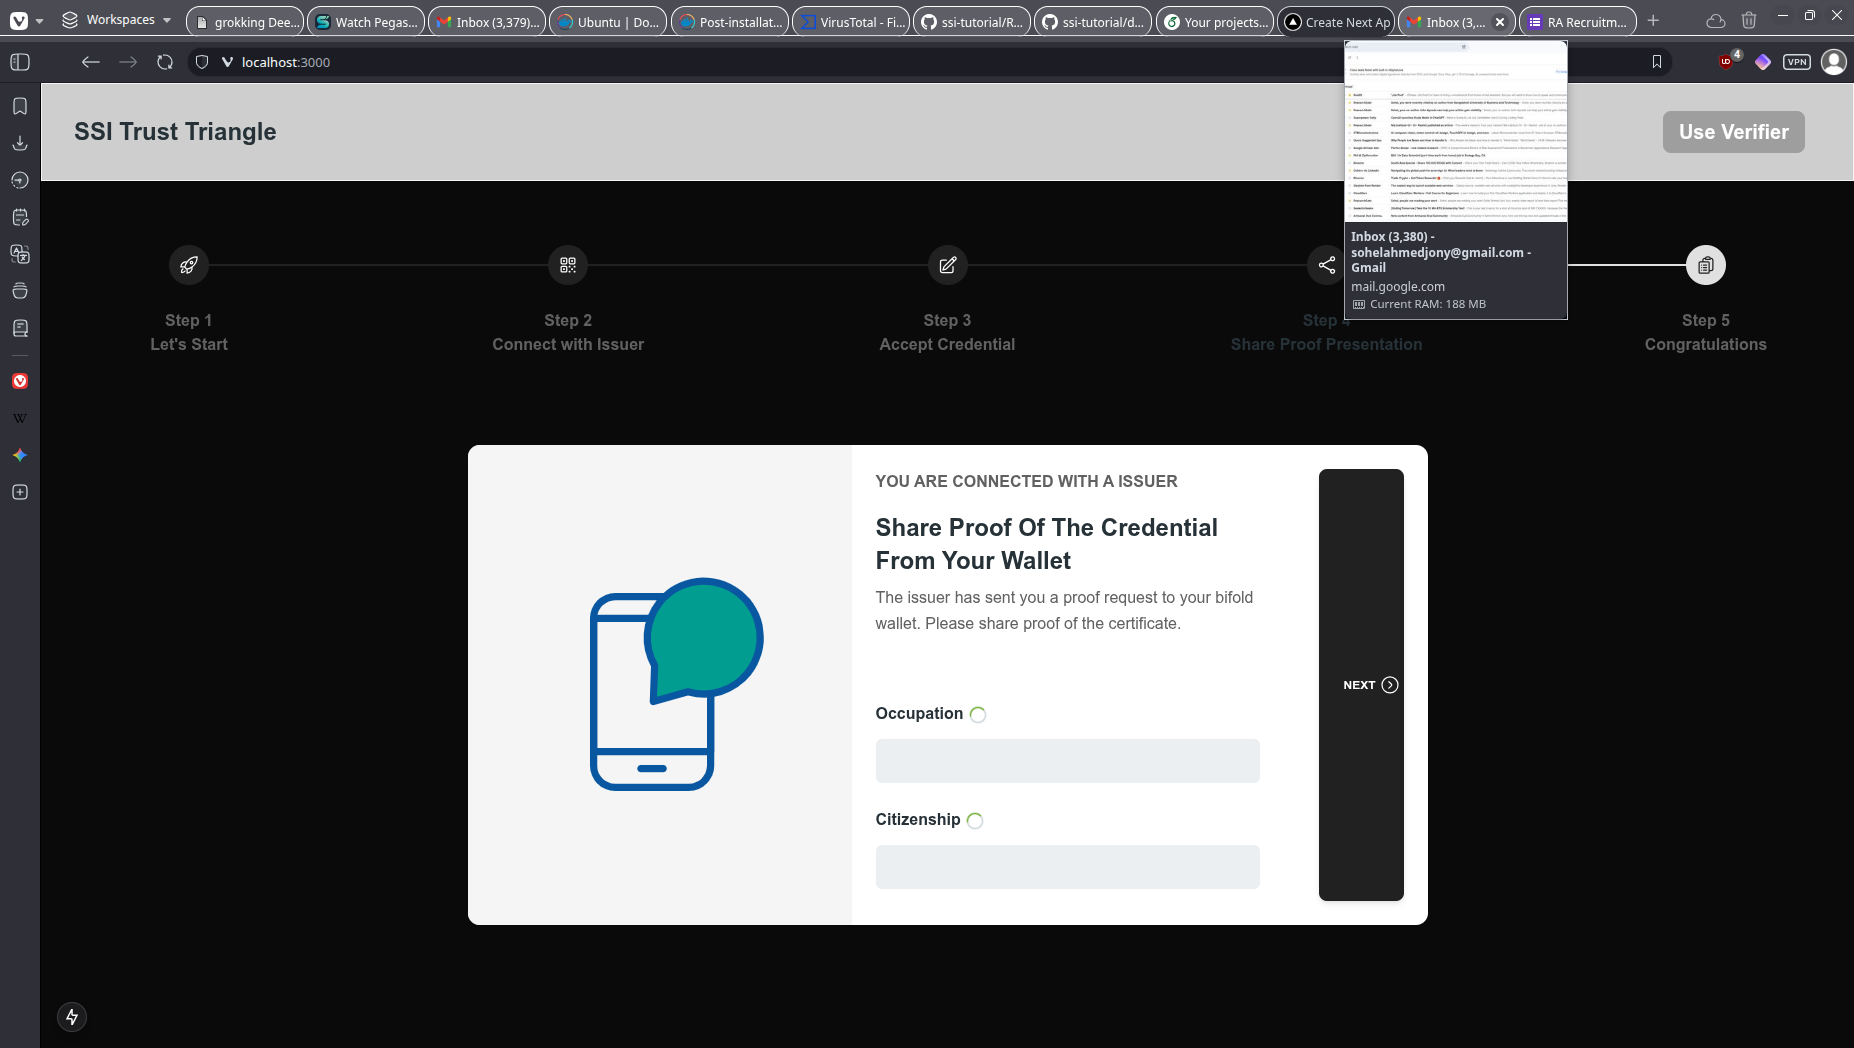 Workspaces
grokking Dee...
Watch Pegas...
Inbox (3,379)...
Ubuntu | Do...
Post-installat...
VirusTotal - Fi...
ssi-tutorial/R...
ssi-tutorial/d...
Your projects...
Create Next Ap
Inbox (3,...
RA Recruitm...
localhost:3000
4
VPN
SSI Trust Triangle
Use Verifier
Inbox (3,380) -
sohelahmedjony@gmail.com -
Gmail
mail.google.com
Current RAM: 188 MB
Step 1
Let's Start
Step 2
Connect with Issuer
Step 3
Accept Credential
Step 4
Share Proof Presentation
Step 5
Congratulations
W
YOU ARE CONNECTED WITH A ISSUER
Share Proof Of The Credential
From Your Wallet
The issuer has sent you a proof request to your bifold
wallet. Please share proof of the certificate.
NEXT
Occupation
Citizenship